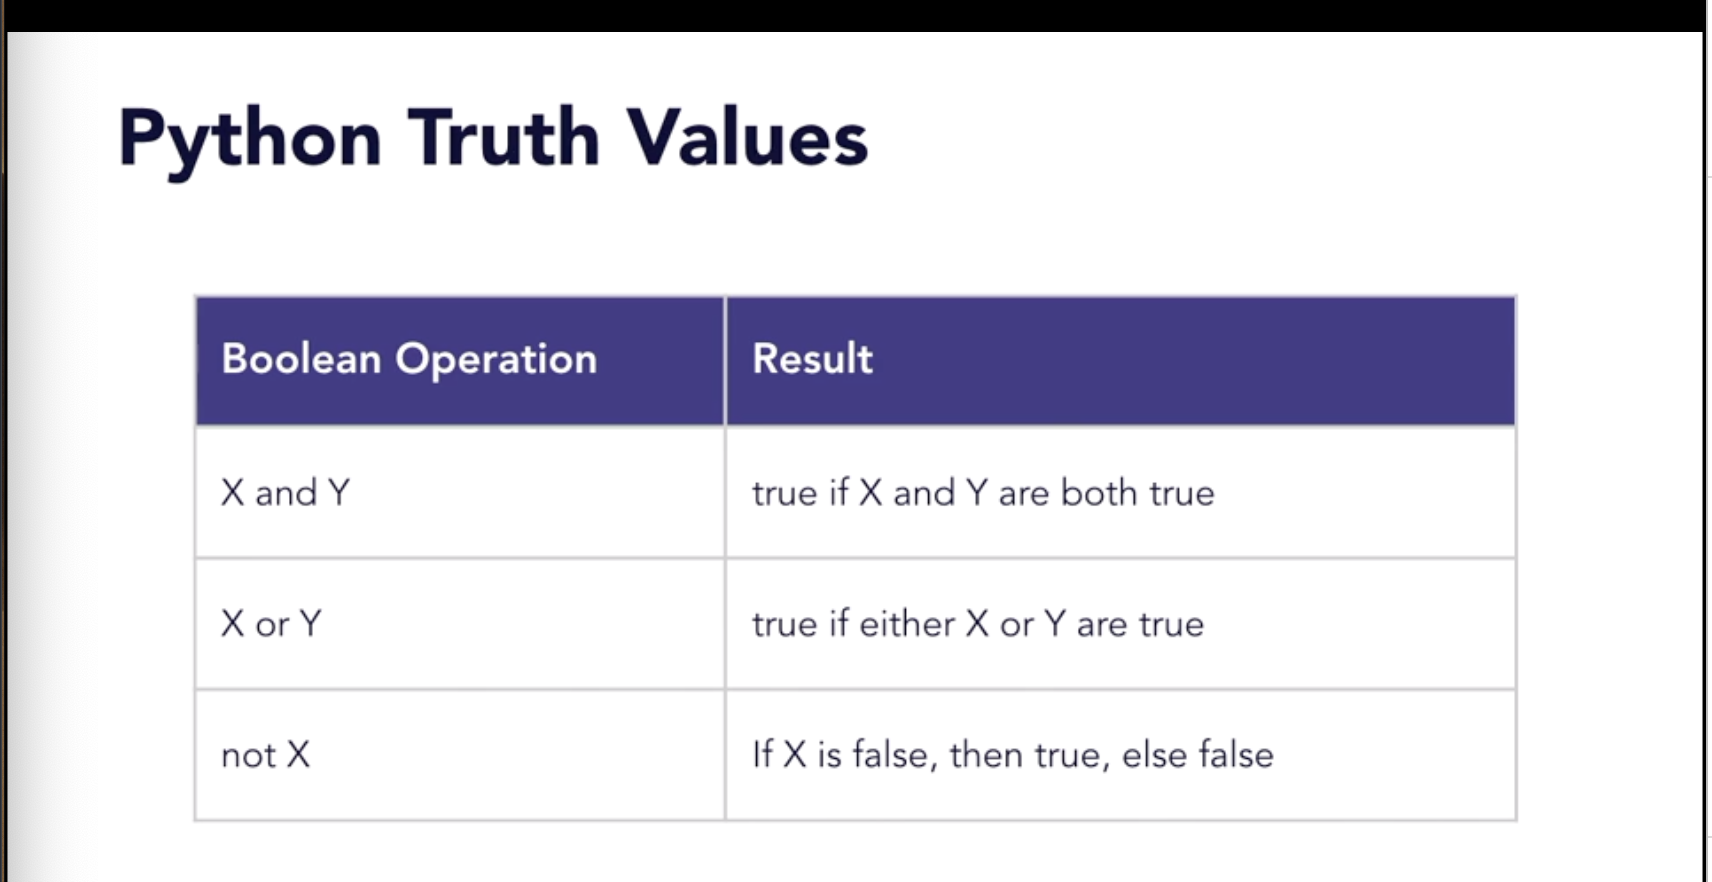 Python Truth Values
Boolean Operation Result
X and Y true if X and Y are both true
X or Y true if either X or Y are true
not X If X is false, then true, else false